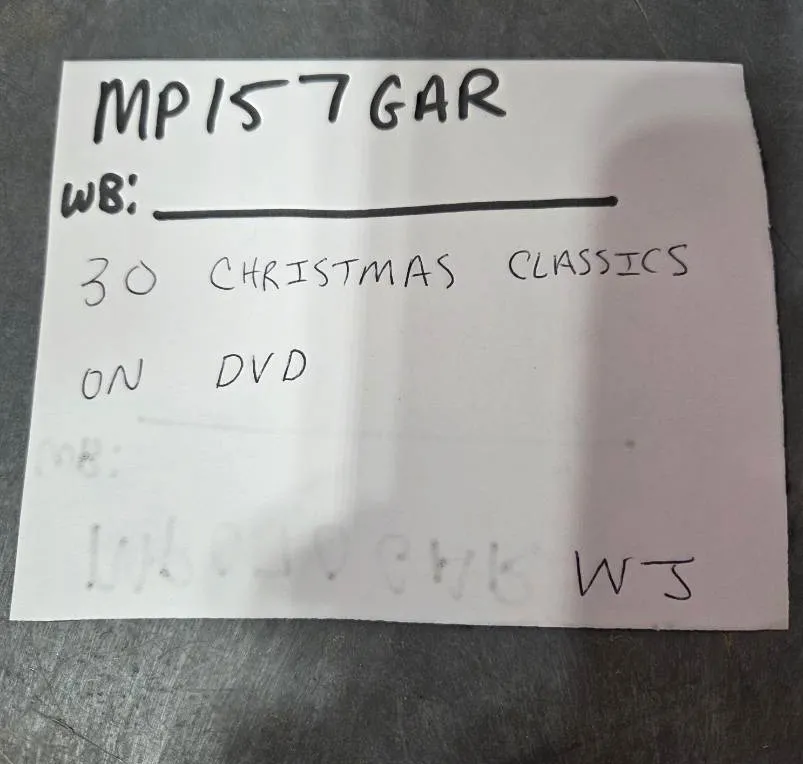 MP157GAR
WB:
30 CHRISTMAS CLASSICS
ON DVD
WJ